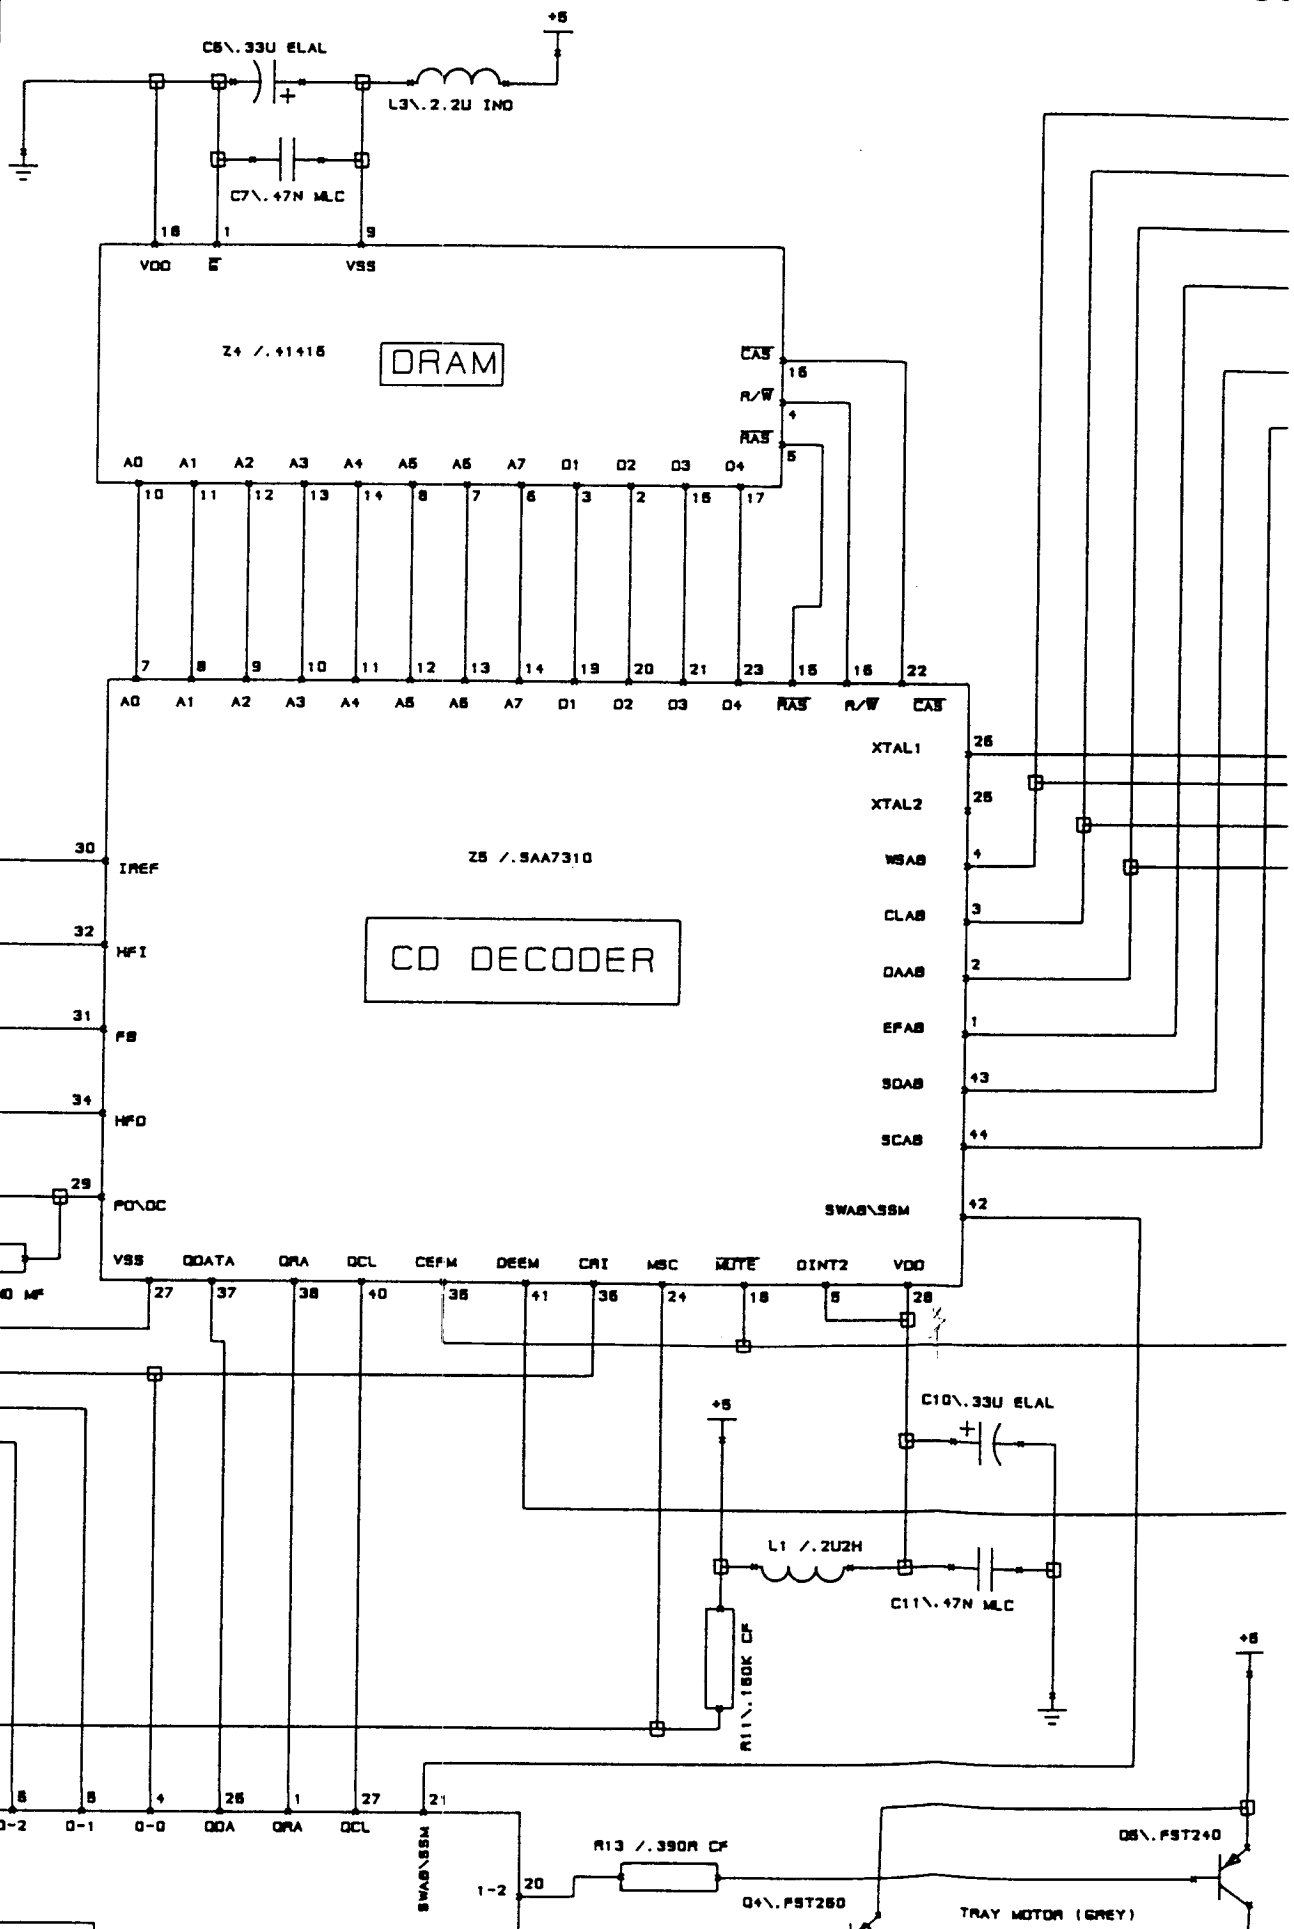 +5
C6\.33U ELAL
L3\.2.2U IND
C7\.47N MLC
18 1 9
VDD G VSS
Z4 /.41416
DRAM
CAS
16
R/W
4
RAS
5
A0 A1 A2 A3 A4 A5 A6 A7 D1 D2 D3 D4
10 11 12 13 14 8 7 6 3 2 15 17
7 8 9 10 11 12 13 14 19 20 21 23 15 16 22
A0 A1 A2 A3 A4 A5 A6 A7 D1 D2 D3 D4 RAS R/W CAS
XTAL1 26
XTAL2 25
30 IREF
Z5 /.SAA7310
WSAB 4
CLAB 3
32 HFI
CD DECODER
DAAB 2
31 FB
EFAB 1
SDAB 43
34 HFD
SCAB 44
29 PD\OC
SWAB\SSM 42
VSS QDATA QRA QCL CEFM DEEM CRI MSC MUTE DINT2 VDD
MF
27 37 38 40 35 41 36 24 18 5 28
+5
C10\.33U ELAL
L1 /.2U2H
C11\.47N MLC
R11\.150K CF
+5
6 5 4 26 1 27 21
D-2 D-1 D-0 QDA QRA QCL SWAB\SSM
R13 /.390R CF
Q5\.FST240
1-2 20
Q4\.FST250
TRAY MOTOR (GREY)